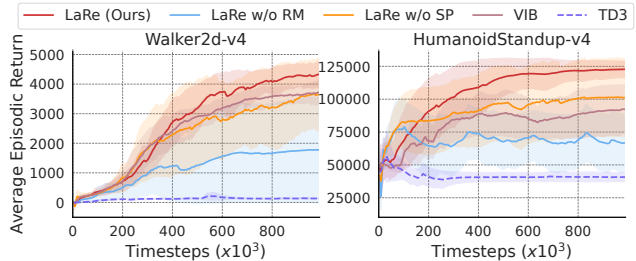 LaRe (Ours) LaRe w/o RM LaRe w/o SP VIB TD3
Walker2d-v4 HumanoidStandup-v4
Average Episodic Return
5000
4000
3000
2000
1000
0
0 200 400 600 800
Timesteps (x10³)
125000
100000
75000
50000
25000
0 200 400 600 800
Timesteps (x10³)